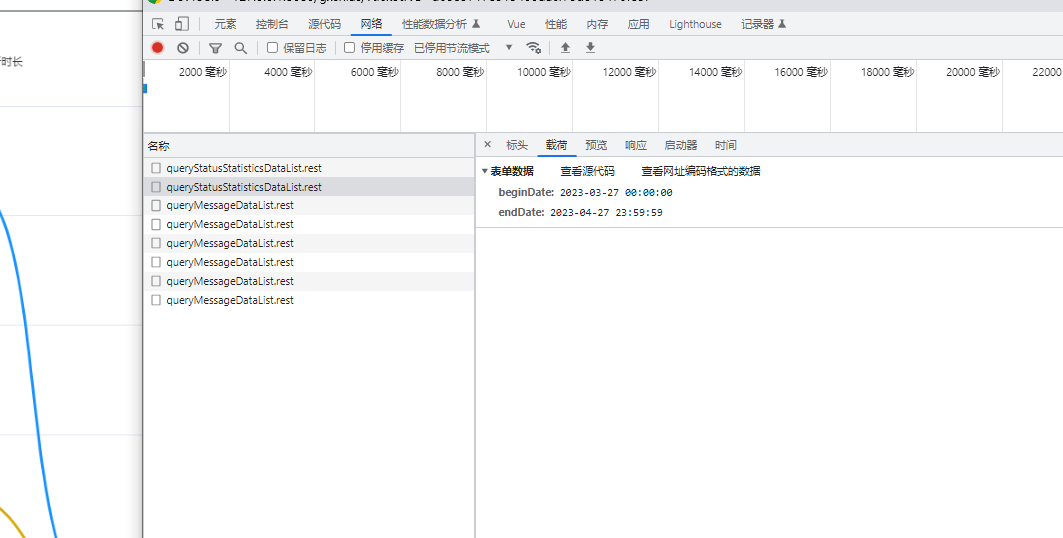 时长
元素 控制台 源代码 网络 性能数据分析 Vue 性能 内存 应用 Lighthouse 记录器
保留日志 停用缓存 已停用节流模式
2000 毫秒 4000 毫秒 6000 毫秒 8000 毫秒 10000 毫秒 12000 毫秒 14000 毫秒 16000 毫秒 18000 毫秒 20000 毫秒 22000
名称
× 标头 载荷 预览 响应 启动器 时间
queryStatusStatisticsDataList.rest
queryStatusStatisticsDataList.rest
queryMessageDataList.rest
queryMessageDataList.rest
queryMessageDataList.rest
queryMessageDataList.rest
queryMessageDataList.rest
queryMessageDataList.rest
表单数据 查看源代码 查看网址编码格式的数据
beginDate: 2023-03-27 00:00:00
endDate: 2023-04-27 23:59:59